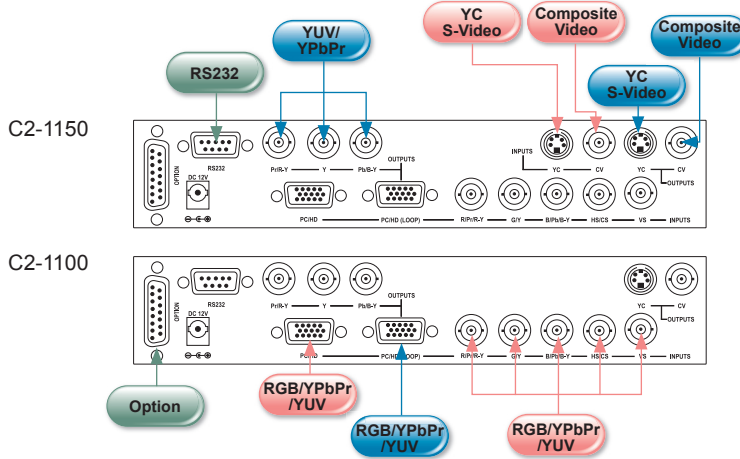 YUV/
YPbPr
YC
S-Video
Composite
Video
Composite
Video
RS232
YC
S-Video
C2-1150
OPTION
RS232
DC 12V
Pr/R-Y
Y
Pb/B-Y
OUTPUTS
INPUTS
YC
CV
YC
CV
OUTPUTS
PC/HD
PC/HD (LOOP)
R/Pr/R-Y
G/Y
B/Pb/B-Y
HS/CS
VS
INPUTS
C2-1100
OPTION
RS232
DC 12V
Pr/R-Y
Y
Pb/B-Y
OUTPUTS
YC
CV
OUTPUTS
PC/HD
PC/HD (LOOP)
R/Pr/R-Y
G/Y
B/Pb/B-Y
HS/CS
VS
INPUTS
Option
RGB/YPbPr
/YUV
RGB/YPbPr
/YUV
RGB/YPbPr
/YUV